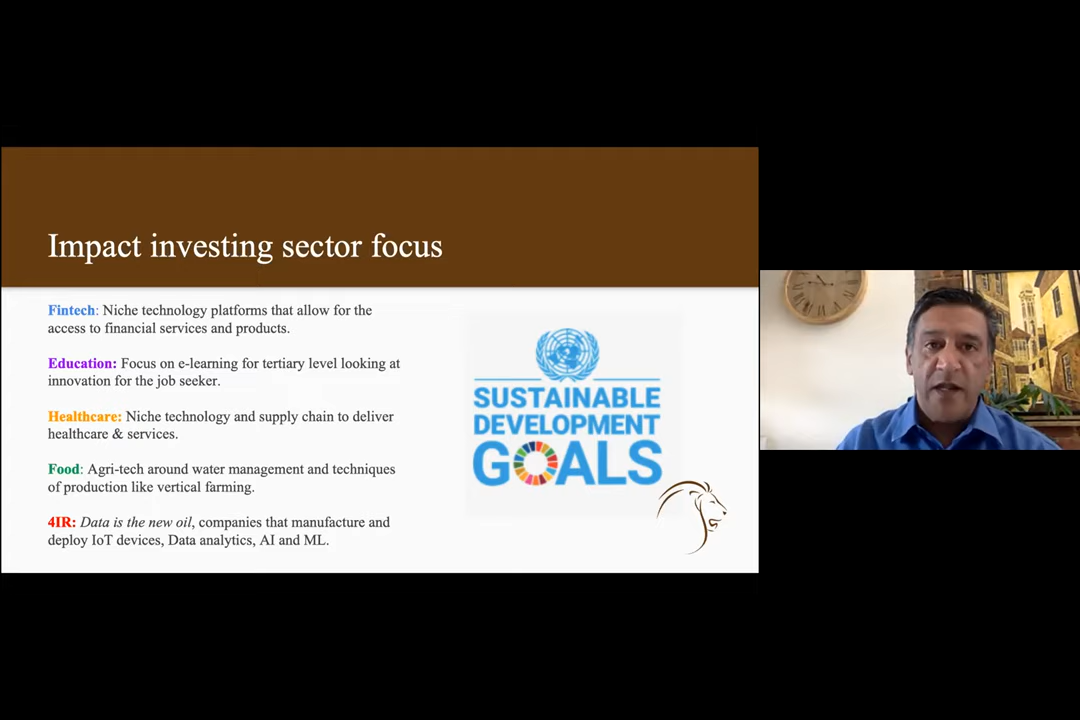 Impact investing sector focus
Fintech: Niche technology platforms that allow for the
access to financial services and products.
Education: Focus on e-learning for tertiary level looking at
innovation for the job seeker.
Healthcare: Niche technology and supply chain to deliver
healthcare & services.
Food: Agri-tech around water management and techniques
of production like vertical farming.
4IR: Data is the new oil, companies that manufacture and
deploy IoT devices, Data analytics, AI and ML.
SUSTAINABLE
DEVELOPMENT
GOALS